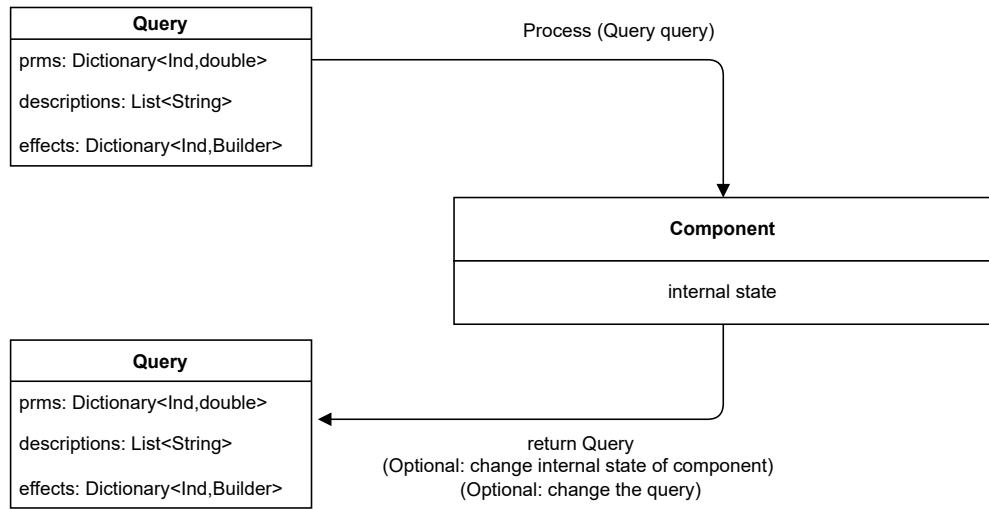 Query
prms: Dictionary<Ind,double>
descriptions: List<String>
effects: Dictionary<Ind,Builder>
Process (Query query)
Component
internal state
Query
prms: Dictionary<Ind,double>
descriptions: List<String>
effects: Dictionary<Ind,Builder>
return Query
(Optional: change internal state of component)
(Optional: change the query)